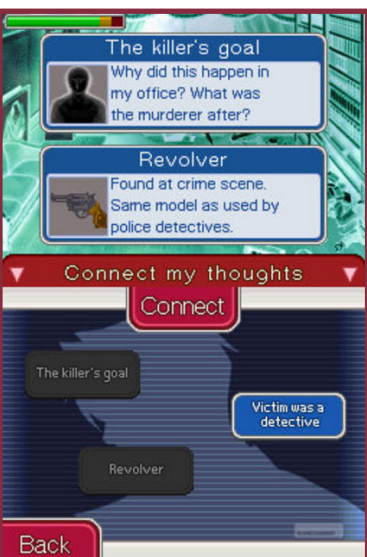 The killer's goal
Why did this happen in
my office? What was
the murderer after?
Revolver
Found at crime scene.
Same model as used by
police detectives.
Connect my thoughts
Connect
The killer's goal
Victim was a
detective
Revolver
Back